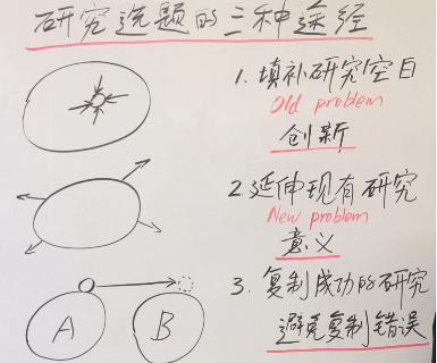 研究选题的三种途径
1. 填补研究空白
Old problem
创新
2 延伸现有研究
New problem
意义
3. 复制成功的研究
避免复制错误
A
B